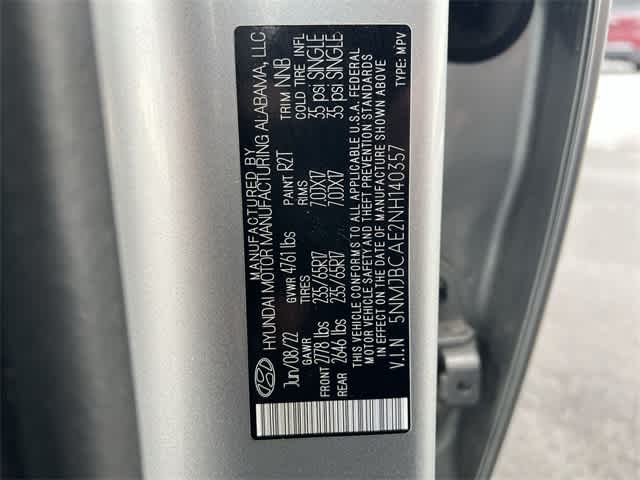 MANUFACTURED BY
HYUNDAI MOTOR MANUFACTURING ALABAMA, LLC
Jun/08/22 GVWR 4761 lbs PAINT R2T TRIM NNB
GAWR TIRES RIMS COLD TIRE INFL
FRONT 2778 lbs 235/65R17 7.0JX17 35 psi SINGLE
REAR 2646 lbs 235/65R17 7.0JX17 35 psi SINGLE
THIS VEHICLE CONFORMS TO ALL APPLICABLE U.S.A. FEDERAL
MOTOR VEHICLE SAFETY AND THEFT PREVENTION STANDARDS
IN EFFECT ON THE DATE OF MANUFACTURE SHOWN ABOVE.
V.I.N 5NMJBCAE2NH140357 TYPE: MPV